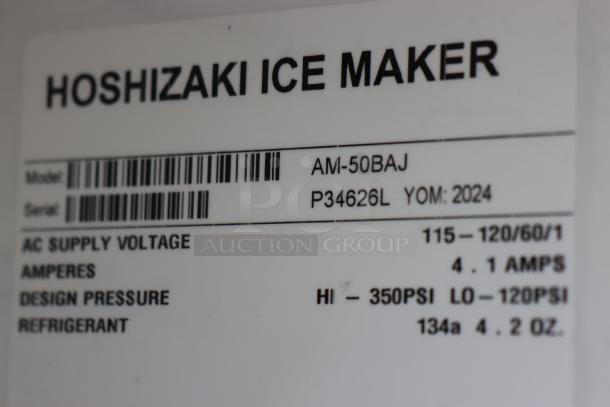 HOSHIZAKI ICE MAKER
Model: AM-50BAJ
Serial: P34626L YOM: 2024
PCI
AUCTION GROUP
AC SUPPLY VOLTAGE 115-120/60/1
AMPERES 4.1 AMPS
DESIGN PRESSURE HI - 350PSI LO-120PSI
REFRIGERANT 134a 4.2 OZ.